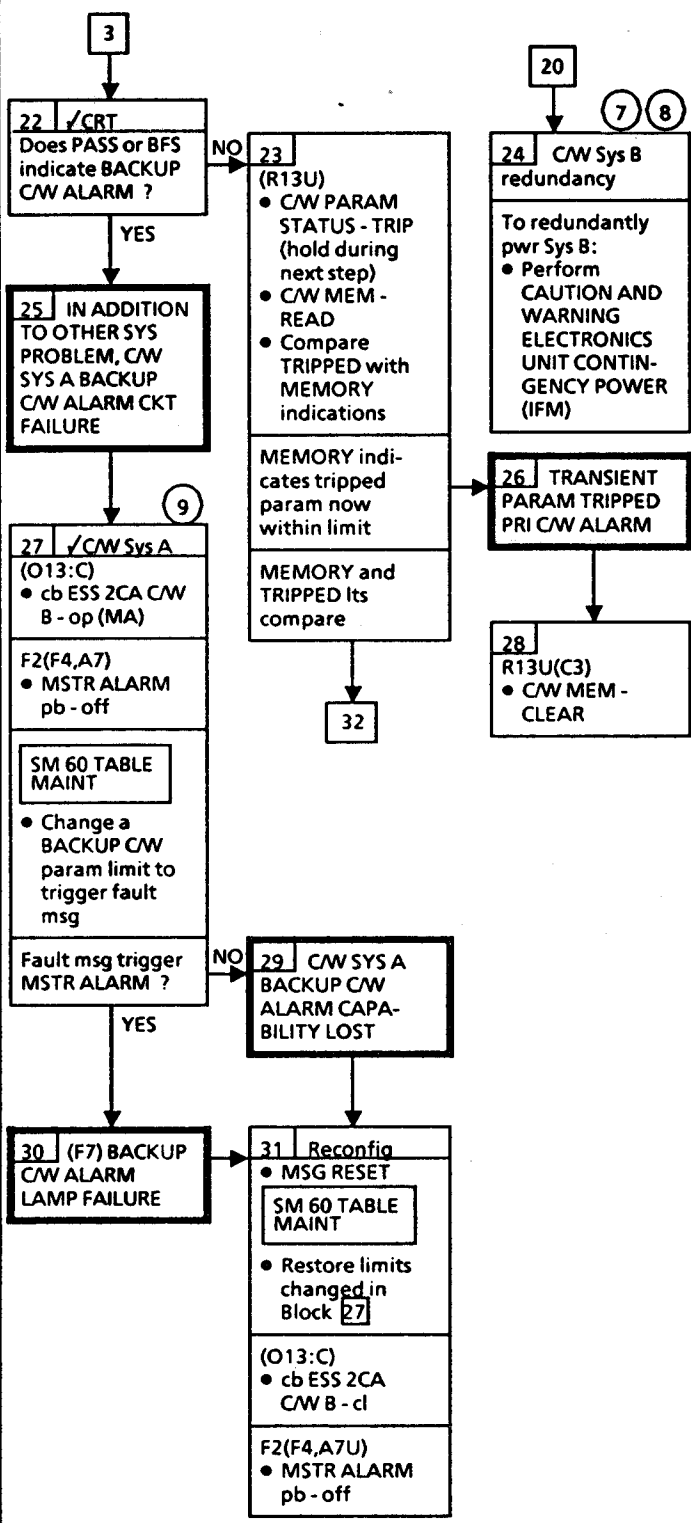 3
22 ✓CRT
Does PASS or BFS
indicate BACKUP
C/W ALARM ?
NO
YES
23
(R13U)
• C/W PARAM
STATUS - TRIP
(hold during
next step)
• C/W MEM -
READ
• Compare
TRIPPED with
MEMORY
indications
MEMORY indi-
cates tripped
param now
within limit
MEMORY and
TRIPPED lts
compare
32
20
7 8
24 C/W Sys B
redundancy
To redundantly
pwr Sys B:
• Perform
CAUTION AND
WARNING
ELECTRONICS
UNIT CONTIN-
GENCY POWER
(IFM)
25 IN ADDITION
TO OTHER SYS
PROBLEM, C/W
SYS A BACKUP
C/W ALARM CKT
FAILURE
26 TRANSIENT
PARAM TRIPPED
PRI C/W ALARM
28
R13U(C3)
• C/W MEM -
CLEAR
9
27 ✓C/W Sys A
(O13:C)
• cb ESS 2CA C/W
B - op (MA)
F2(F4,A7)
• MSTR ALARM
pb - off
SM 60 TABLE
MAINT
• Change a
BACKUP C/W
param limit to
trigger fault
msg
Fault msg trigger
MSTR ALARM ?
NO
YES
29 C/W SYS A
BACKUP C/W
ALARM CAPA-
BILITY LOST
30 (F7) BACKUP
C/W ALARM
LAMP FAILURE
31 Reconfig
• MSG RESET
SM 60 TABLE
MAINT
• Restore limits
changed in
Block 27
(O13:C)
• cb ESS 2CA
C/W B - cl
F2(F4,A7U)
• MSTR ALARM
pb - off